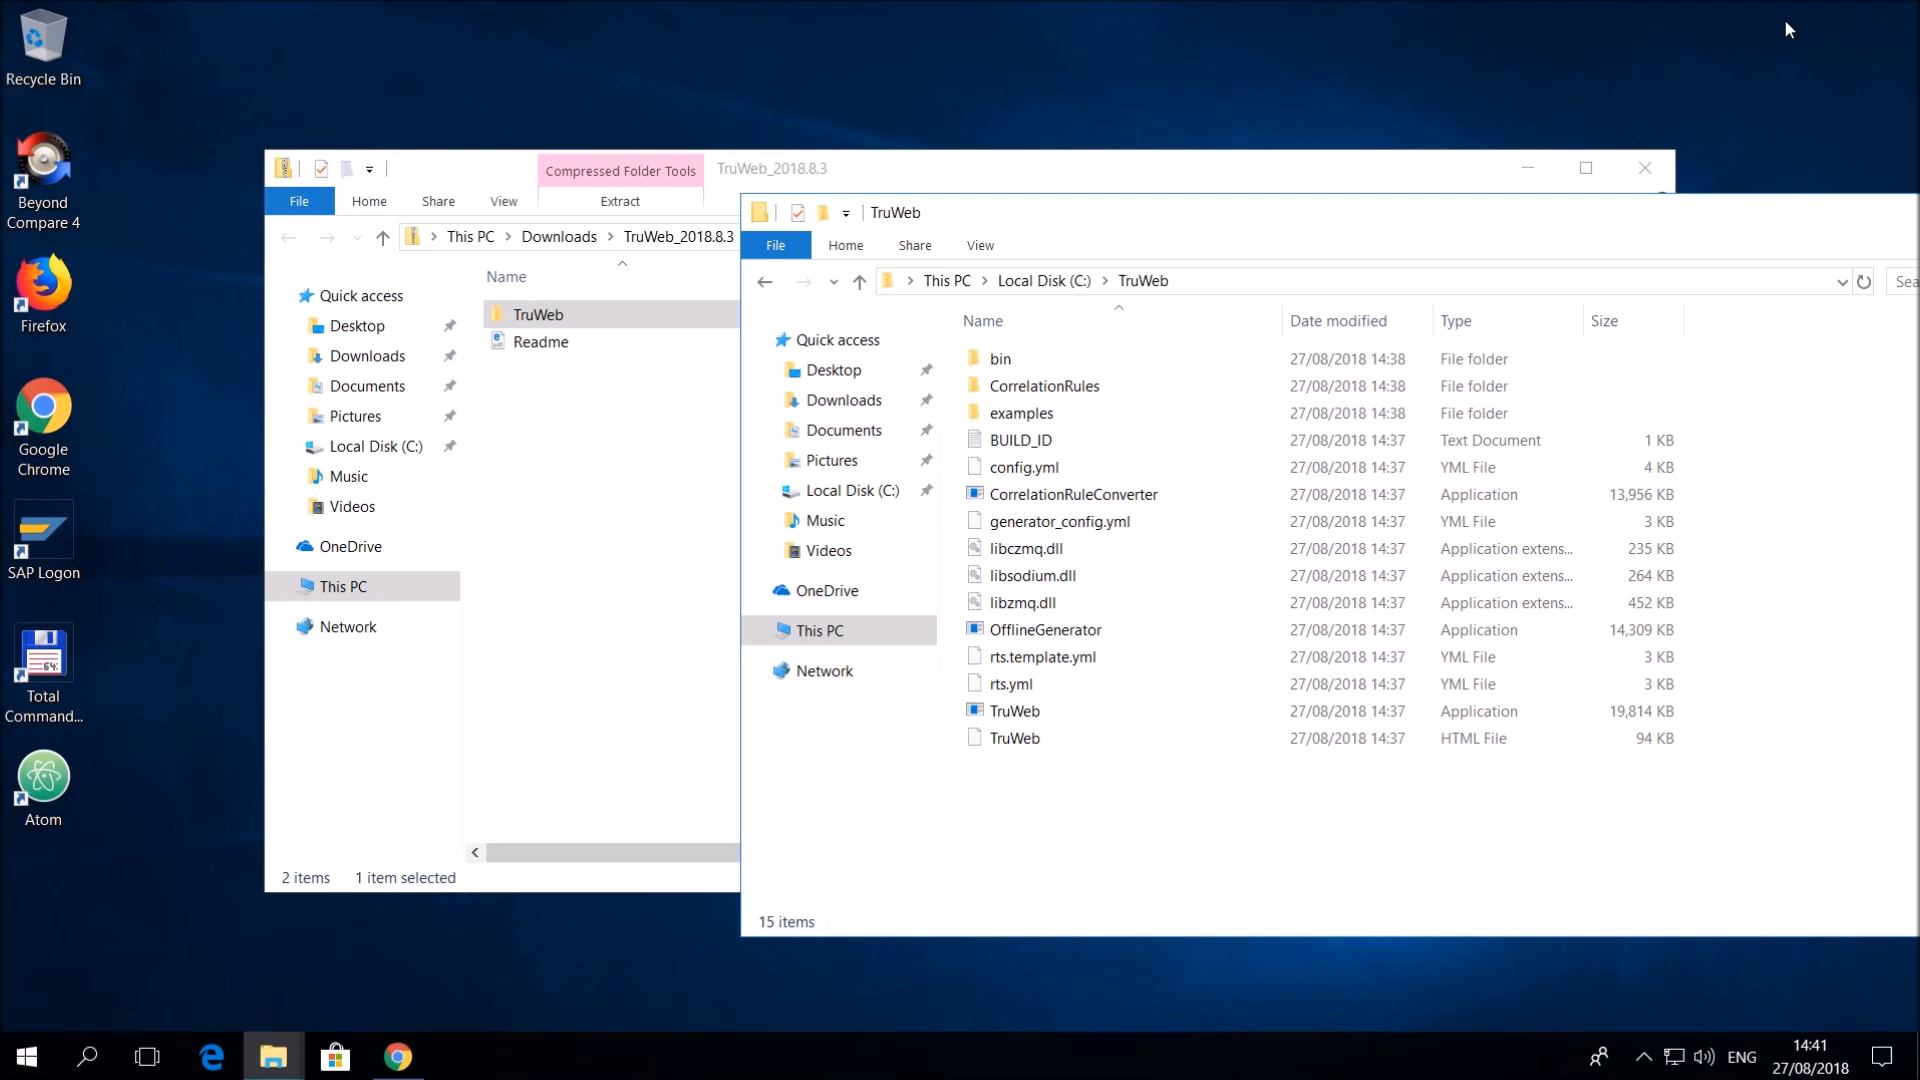 Recycle Bin
Beyond
Compare 4
Firefox
Google
Chrome
SAP Logon
64:
Total
Command...
Atom
Compressed Folder Tools
TruWeb_2018.8.3
File Home Share View Extract
This PC > Downloads > TruWeb_2018.8.3
Name
Quick access
Desktop
Downloads
Documents
Pictures
Local Disk (C:)
Music
Videos
OneDrive
This PC
Network
TruWeb
Readme
2 items 1 item selected
TruWeb
File Home Share View
This PC > Local Disk (C:) > TruWeb
Sea
Quick access
Desktop
Downloads
Documents
Pictures
Local Disk (C:)
Music
Videos
OneDrive
This PC
Network
Name Date modified Type Size
bin 27/08/2018 14:38 File folder
CorrelationRules 27/08/2018 14:38 File folder
examples 27/08/2018 14:38 File folder
BUILD_ID 27/08/2018 14:37 Text Document 1 KB
config.yml 27/08/2018 14:37 YML File 4 KB
CorrelationRuleConverter 27/08/2018 14:37 Application 13,956 KB
generator_config.yml 27/08/2018 14:37 YML File 3 KB
libczmq.dll 27/08/2018 14:37 Application extens... 235 KB
libsodium.dll 27/08/2018 14:37 Application extens... 264 KB
libzmq.dll 27/08/2018 14:37 Application extens... 452 KB
OfflineGenerator 27/08/2018 14:37 Application 14,309 KB
rts.template.yml 27/08/2018 14:37 YML File 3 KB
rts.yml 27/08/2018 14:37 YML File 3 KB
TruWeb 27/08/2018 14:37 Application 19,814 KB
TruWeb 27/08/2018 14:37 HTML File 94 KB
15 items
ENG
14:41
27/08/2018